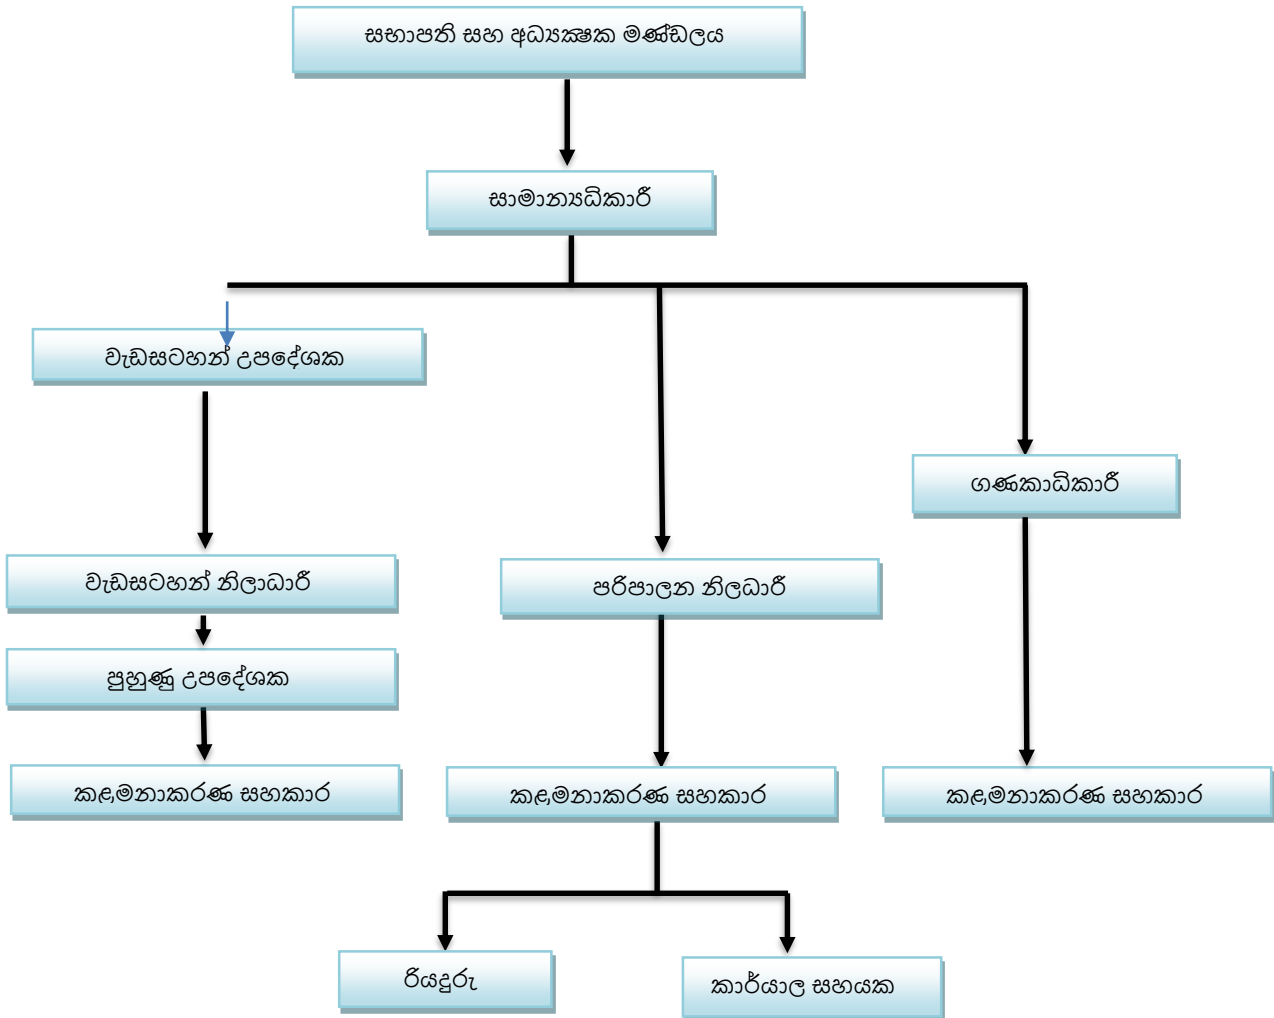 සභාපති සහ අධ්‍යක්ෂක මණ්ඩලය
සාමාන්‍යධිකාරී
වැඩසටහන් උපදේශක
ගණකාධිකාරී
වැඩසටහන් නිලාධාරී
පරිපාලන නිලධාරී
පුහුණු උපදේශක
කළමනාකරණ සහකාර
කළමනාකරණ සහකාර
කළමනාකරණ සහකාර
රියදුරු
කාර්යාල සහයක